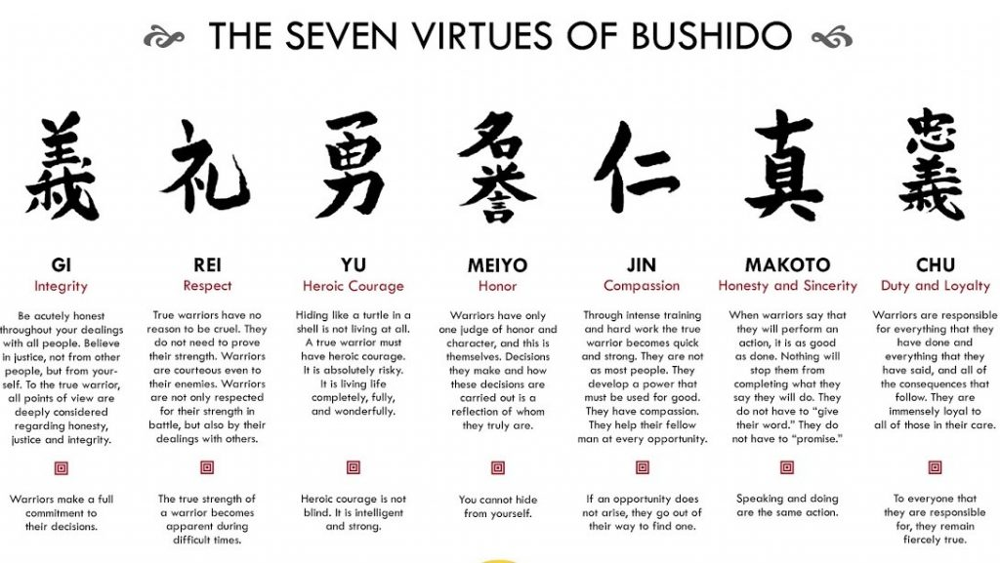 THE SEVEN VIRTUES OF BUSHIDO
義
GI
Integrity
Be acutely honest
throughout your dealings
with all people. Believe
in justice, not from other
people, but from your-
self. To the true warrior,
all points of view are
deeply considered
regarding honesty,
justice and integrity.
Warriors make a full
commitment to
their decisions.
礼
REI
Respect
True warriors have no
reason to be cruel. They
do not need to prove
their strength. Warriors
are courteous even to
their enemies. Warriors
are not only respected
for their strength in
battle, but also by their
dealings with others.
The true strength of
a warrior becomes
apparent during
difficult times.
勇
YU
Heroic Courage
Hiding like a turtle in a
shell is not living at all.
A true warrior must
have heroic courage.
It is absolutely risky.
It is living life
completely, fully,
and wonderfully.
Heroic courage is not
blind. It is intelligent
and strong.
名
誉
MEIYO
Honor
Warriors have only
one judge of honor and
character, and this is
themselves. Decisions
they make and how
these decisions are
carried out is a
reflection of whom
they truly are.
You cannot hide
from yourself.
仁
JIN
Compassion
Through intense training
and hard work the true
warrior becomes quick
and strong. They are not
as most people. They
develop a power that
must be used for good.
They have compassion.
They help their fellow
man at every opportunity.
If an opportunity does
not arise, they go out of
their way to find one.
真
MAKOTO
Honesty and Sincerity
When warriors say that
they will perform an
action, it is as good
as done. Nothing will
stop them from
completing what they
say they will do. They
do not have to “give
their word.” They do
not have to “promise.”
Speaking and doing
are the same action.
忠
義
CHU
Duty and Loyalty
Warriors are responsible
for everything that they
have done and
everything that they
have said, and all of
the consequences that
follow. They are
immensely loyal to
all of those in their care.
To everyone that
they are responsible
for, they remain
fiercely true.